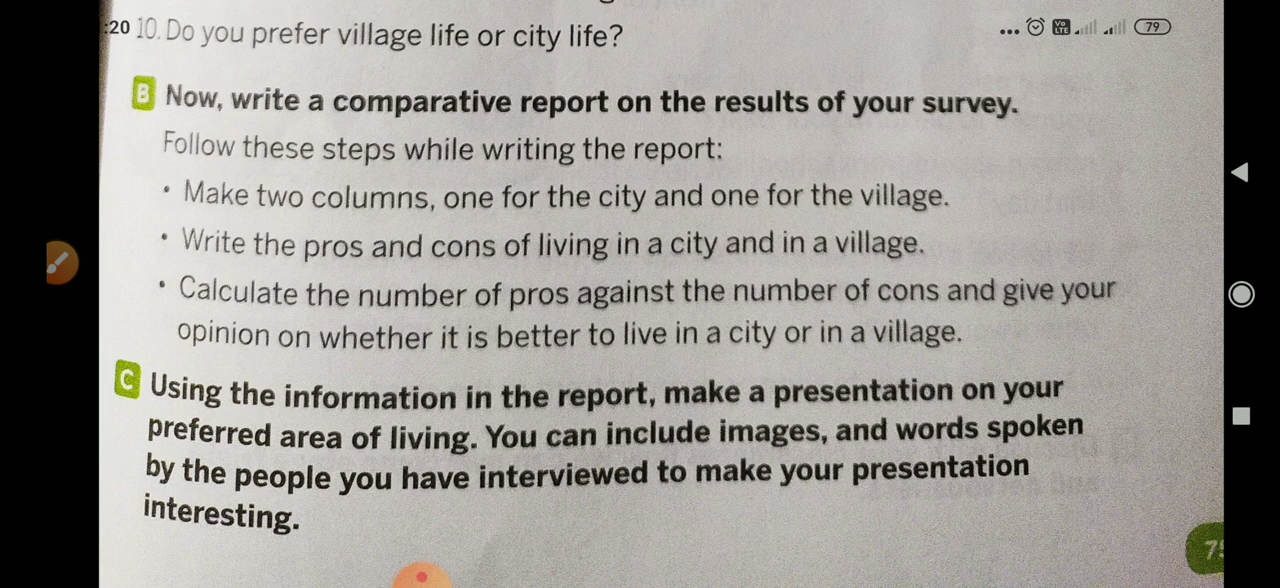 :20 10. Do you prefer village life or city life? ... Vo LTE 79
B Now, write a comparative report on the results of your survey.
Follow these steps while writing the report:
• Make two columns, one for the city and one for the village.
• Write the pros and cons of living in a city and in a village.
• Calculate the number of pros against the number of cons and give your
opinion on whether it is better to live in a city or in a village.
C Using the information in the report, make a presentation on your
preferred area of living. You can include images, and words spoken
by the people you have interviewed to make your presentation
interesting.